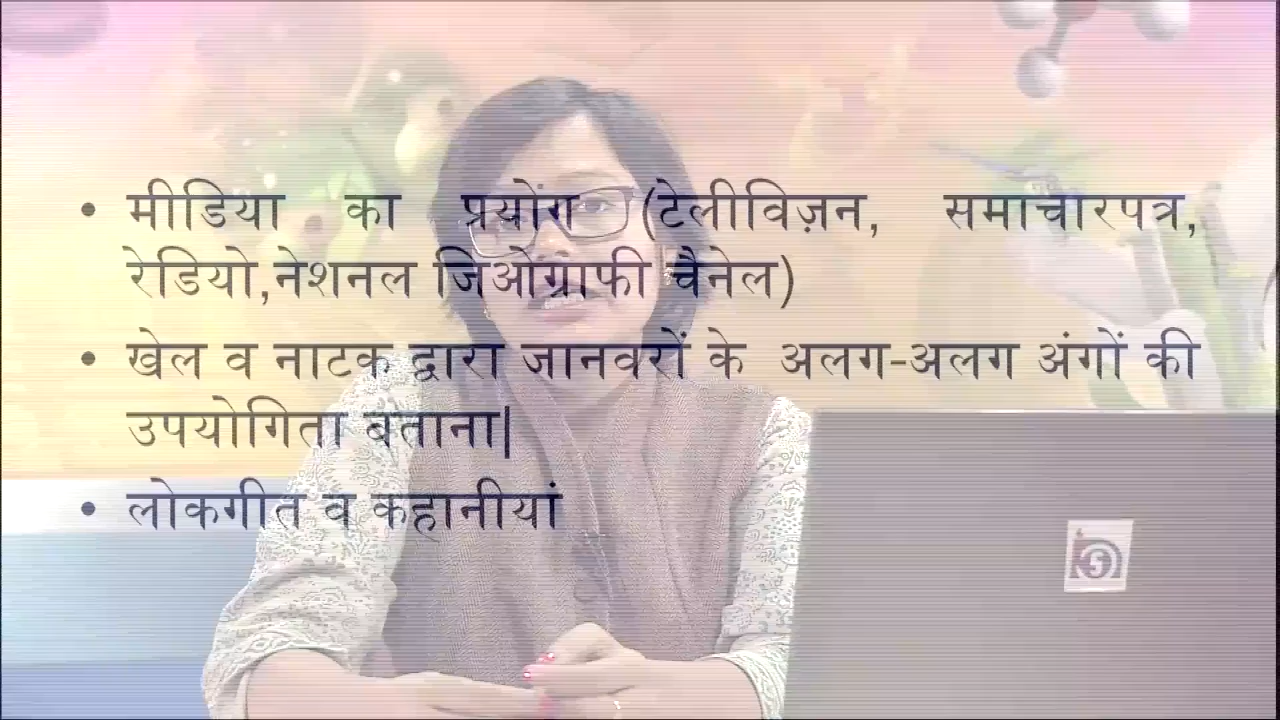 • मीडिया का प्रयोंग (टेलीविज़न, समाचारपत्र,
रेडियो,नेशनल जिओग्राफी चैनेल)
• खेल व नाटक द्वारा जानवरों के अलग-अलग अंगों की
उपयोगिता बताना|
• लोकगीत व कहानीयां